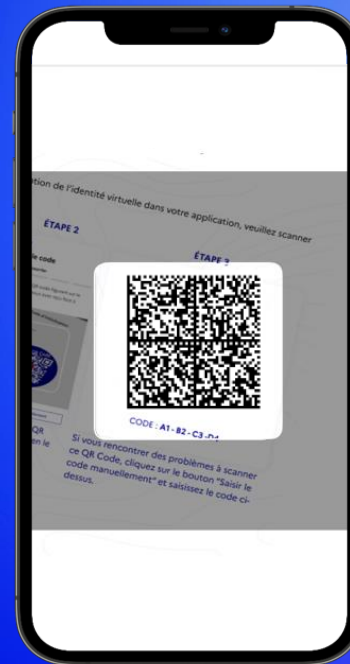 tion de l'identité virtuelle dans votre application, veuillez scanner
ÉTAPE 2
ÉTAPE 3
le code
CODE : A1 - B2 - C3 -D4
QR
en le
Si vous rencontrer des problèmes à scanner
ce QR Code, cliquez sur le bouton "Saisir le
code manuellement" et saisissez le code ci-
dessus.